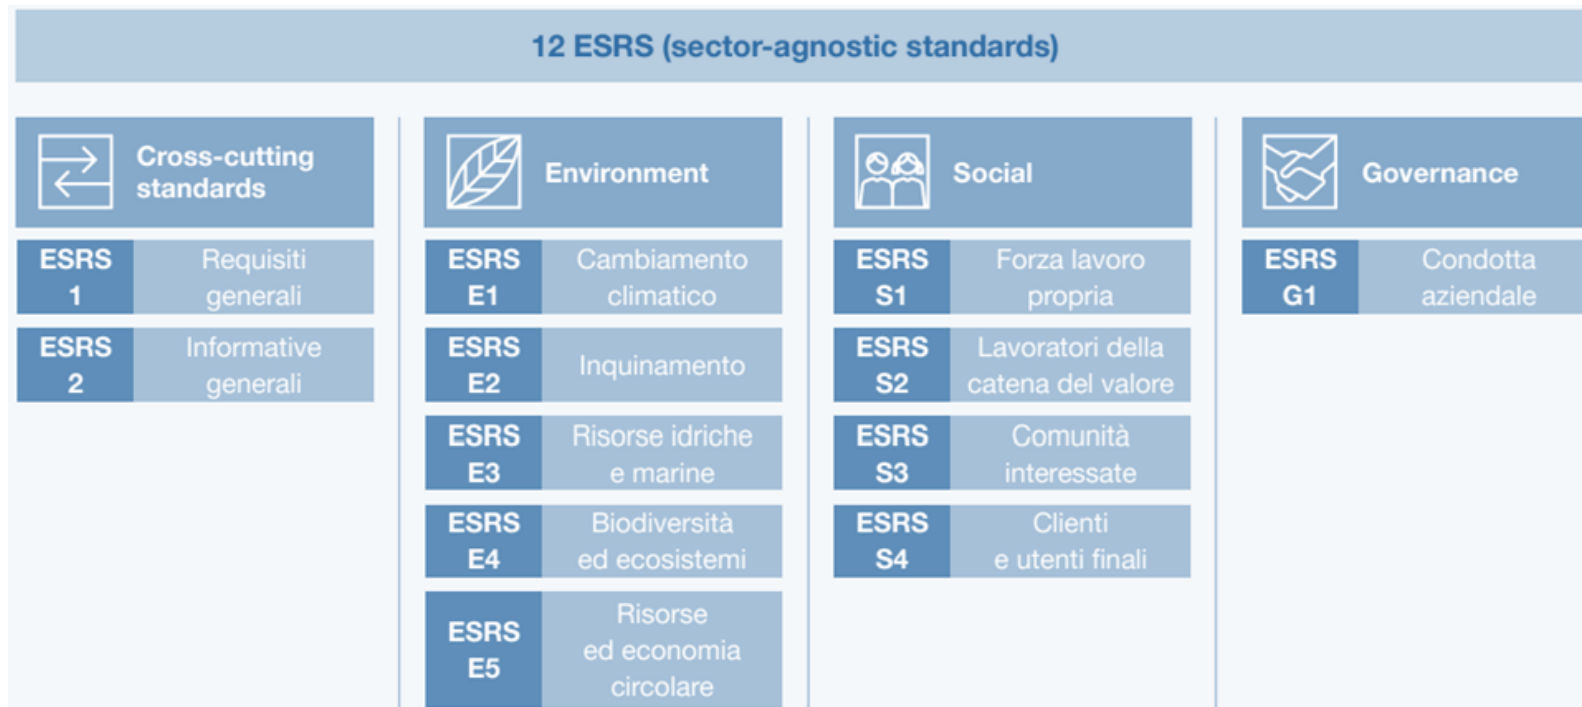 12 ESRS (sector-agnostic standards)
Cross-cutting
standards
ESRS
1
Requisiti
generali
ESRS
2
Informative
generali
Environment
ESRS
E1
Cambiamento
climatico
ESRS
E2
Inquinamento
ESRS
E3
Risorse idriche
e marine
ESRS
E4
Biodiversità
ed ecosistemi
ESRS
E5
Risorse
ed economia
circolare
Social
ESRS
S1
Forza lavoro
propria
ESRS
S2
Lavoratori della
catena del valore
ESRS
S3
Comunità
interessate
ESRS
S4
Clienti
e utenti finali
Governance
ESRS
G1
Condotta
aziendale